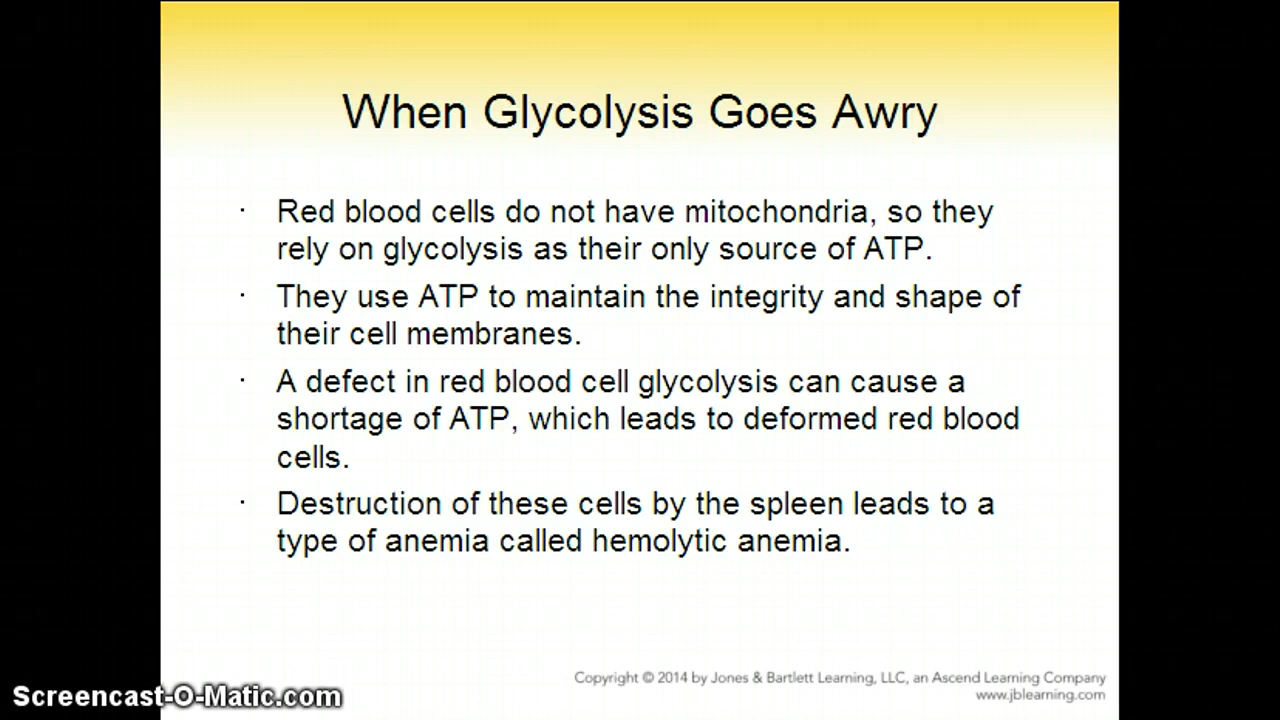 When Glycolysis Goes Awry
· Red blood cells do not have mitochondria, so they
rely on glycolysis as their only source of ATP.
· They use ATP to maintain the integrity and shape of
their cell membranes.
· A defect in red blood cell glycolysis can cause a
shortage of ATP, which leads to deformed red blood
cells.
· Destruction of these cells by the spleen leads to a
type of anemia called hemolytic anemia.
Copyright © 2014 by Jones & Bartlett Learning, LLC, an Ascend Learning Company
www.jblearning.com
Screencast-O-Matic.com